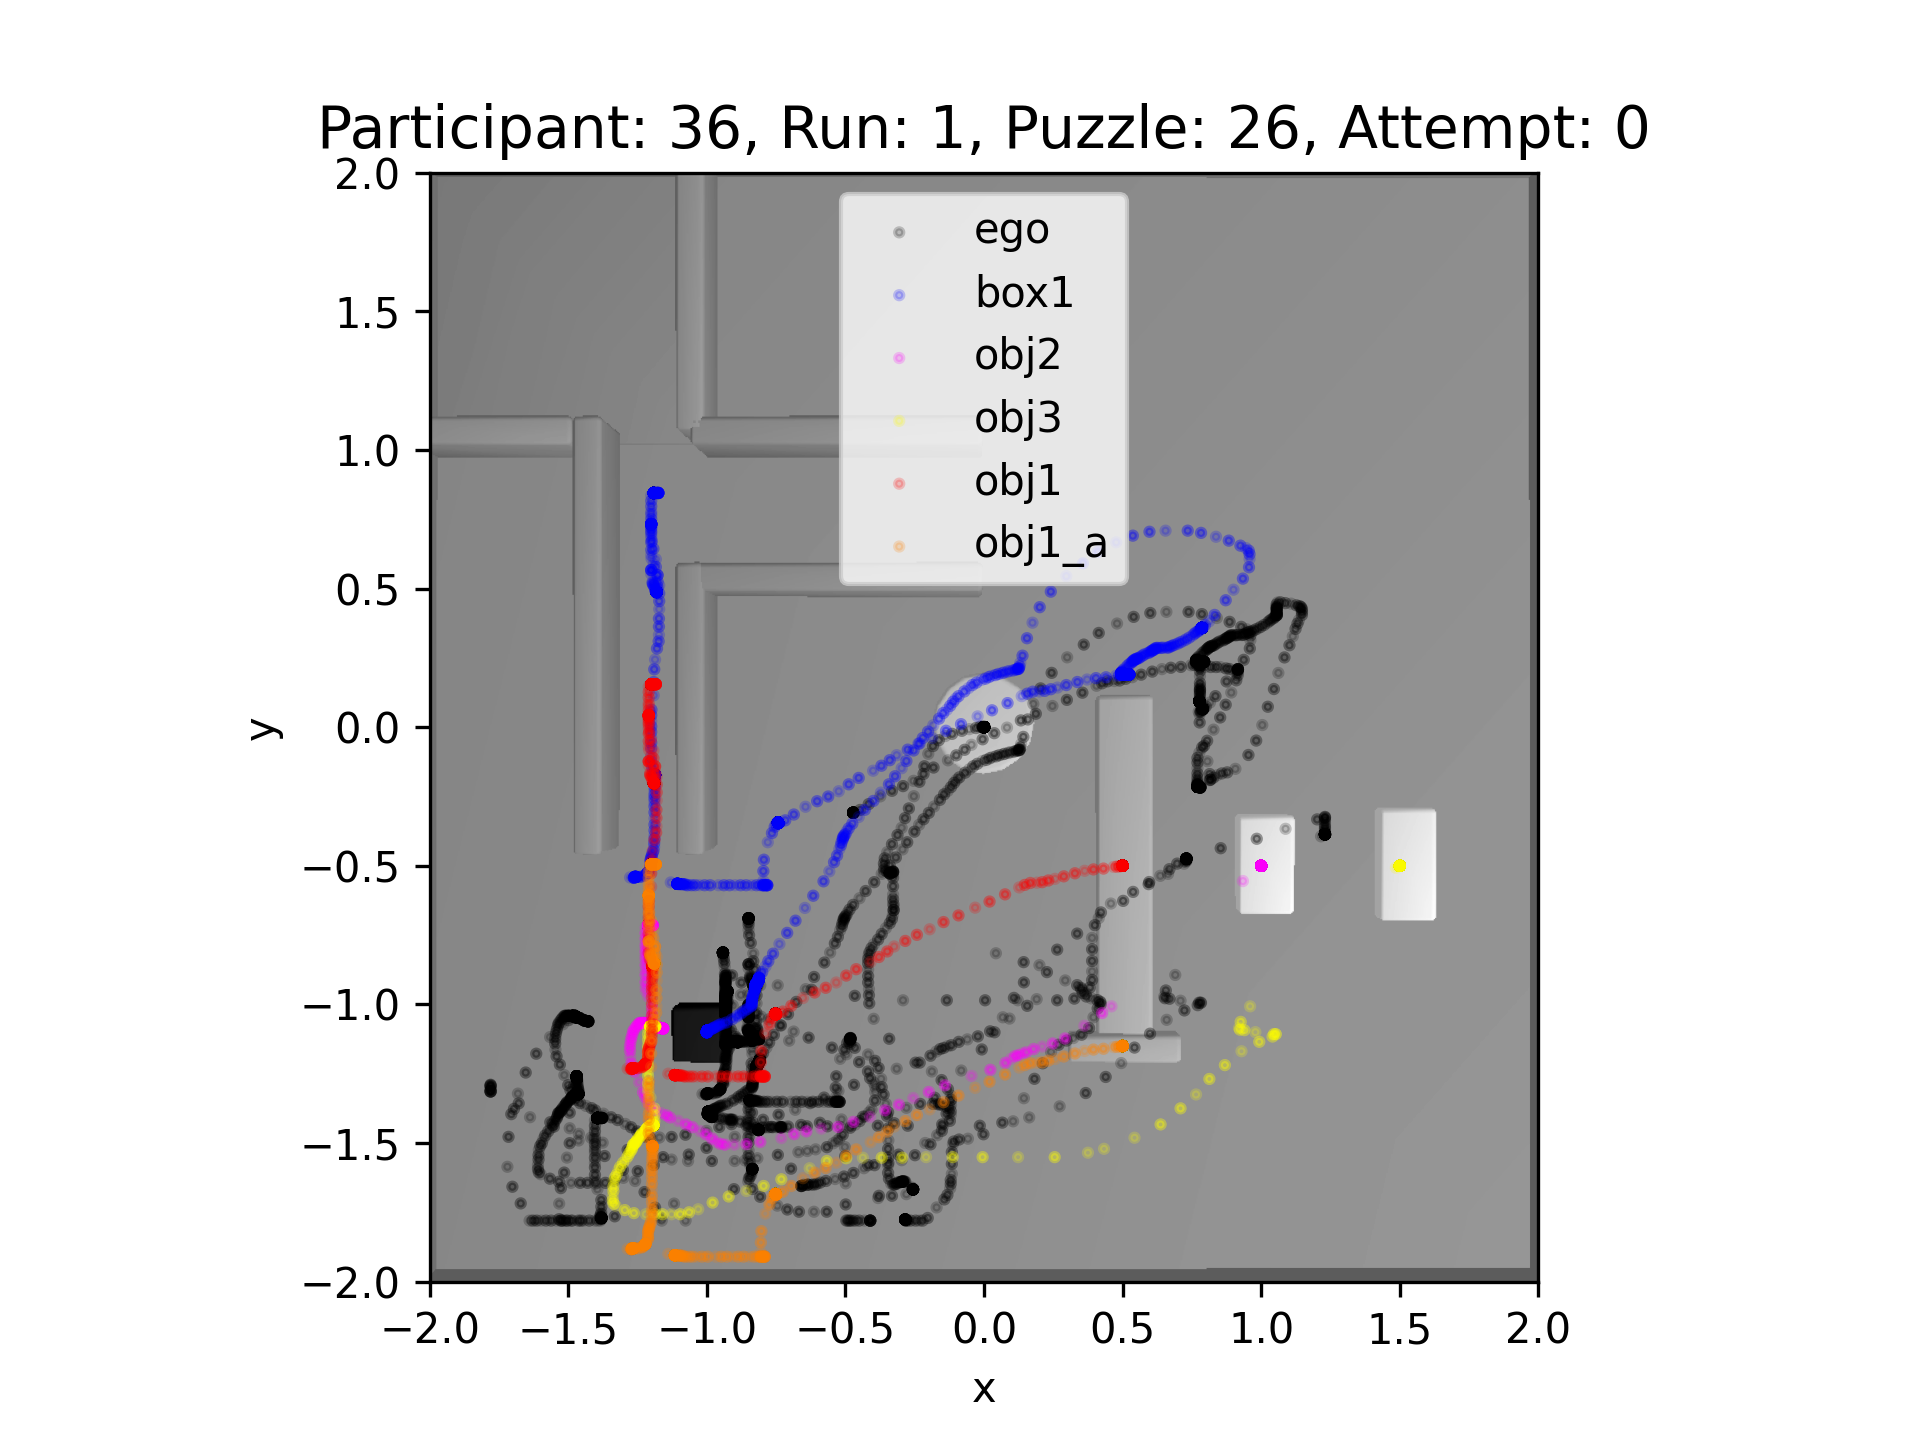 Participant: 36, Run: 1, Puzzle: 26, Attempt: 0
2.0
1.5
1.0
0.5
0.0
−0.5
−1.0
−1.5
−2.0
y
ego
box1
obj2
obj3
obj1
obj1_a
−2.0 −1.5 −1.0 −0.5 0.0 0.5 1.0 1.5 2.0
x